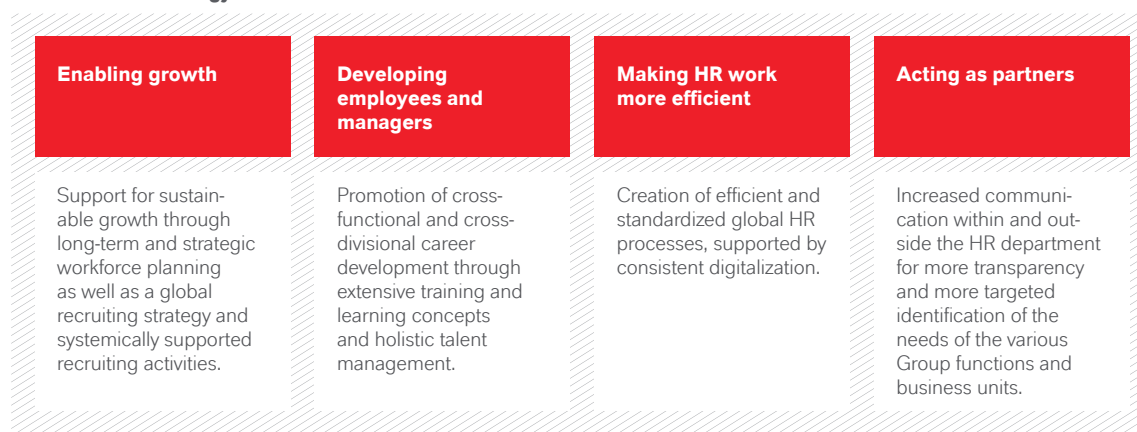 Enabling growth
Support for sustain-
able growth through
long-term and strategic
workforce planning
as well as a global
recruiting strategy and
systemically supported
recruiting activities.
Developing
employees and
managers
Promotion of cross-
functional and cross-
divisional career
development through
extensive training and
learning concepts
and holistic talent
management.
Making HR work
more efficient
Creation of efficient and
standardized global HR
processes, supported by
consistent digitalization.
Acting as partners
Increased communi-
cation within and out-
side the HR department
for more transparency
and more targeted
identification of the
needs of the various
Group functions and
business units.